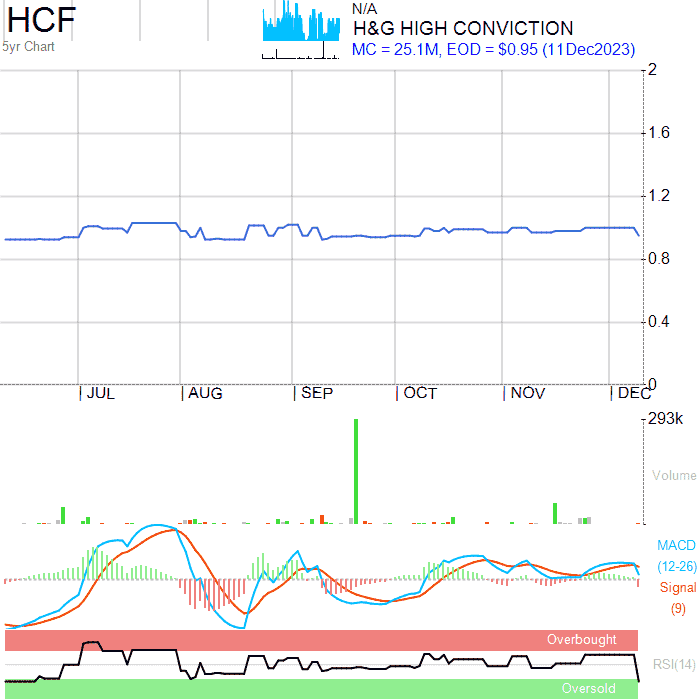 HCF
5yr Chart
N/A
H&G HIGH CONVICTION
MC = 25.1M, EOD = $0.95 (11Dec2023)
2
1.6
1.2
0.8
0.4
0
JUL AUG SEP OCT NOV DEC
293k
Volume
MACD
(12-26)
Signal
(9)
Overbought
RSI(14)
Oversold